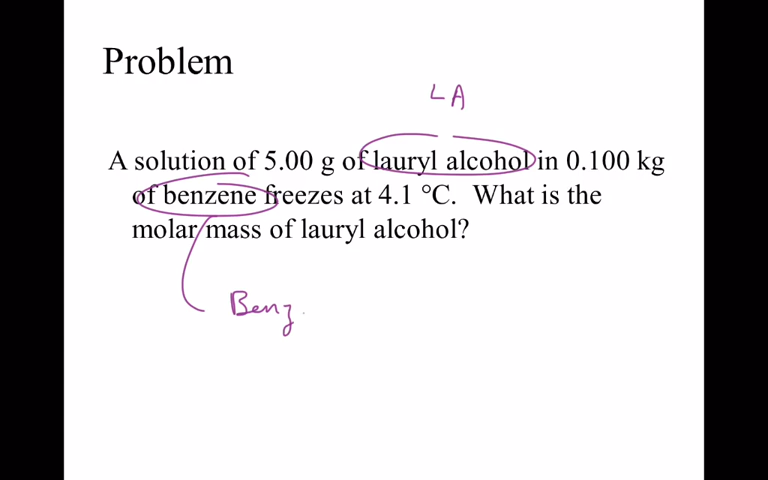 Problem
LA
A solution of 5.00 g of lauryl alcohol in 0.100 kg
of benzene freezes at 4.1 °C. What is the
molar mass of lauryl alcohol?
Benz